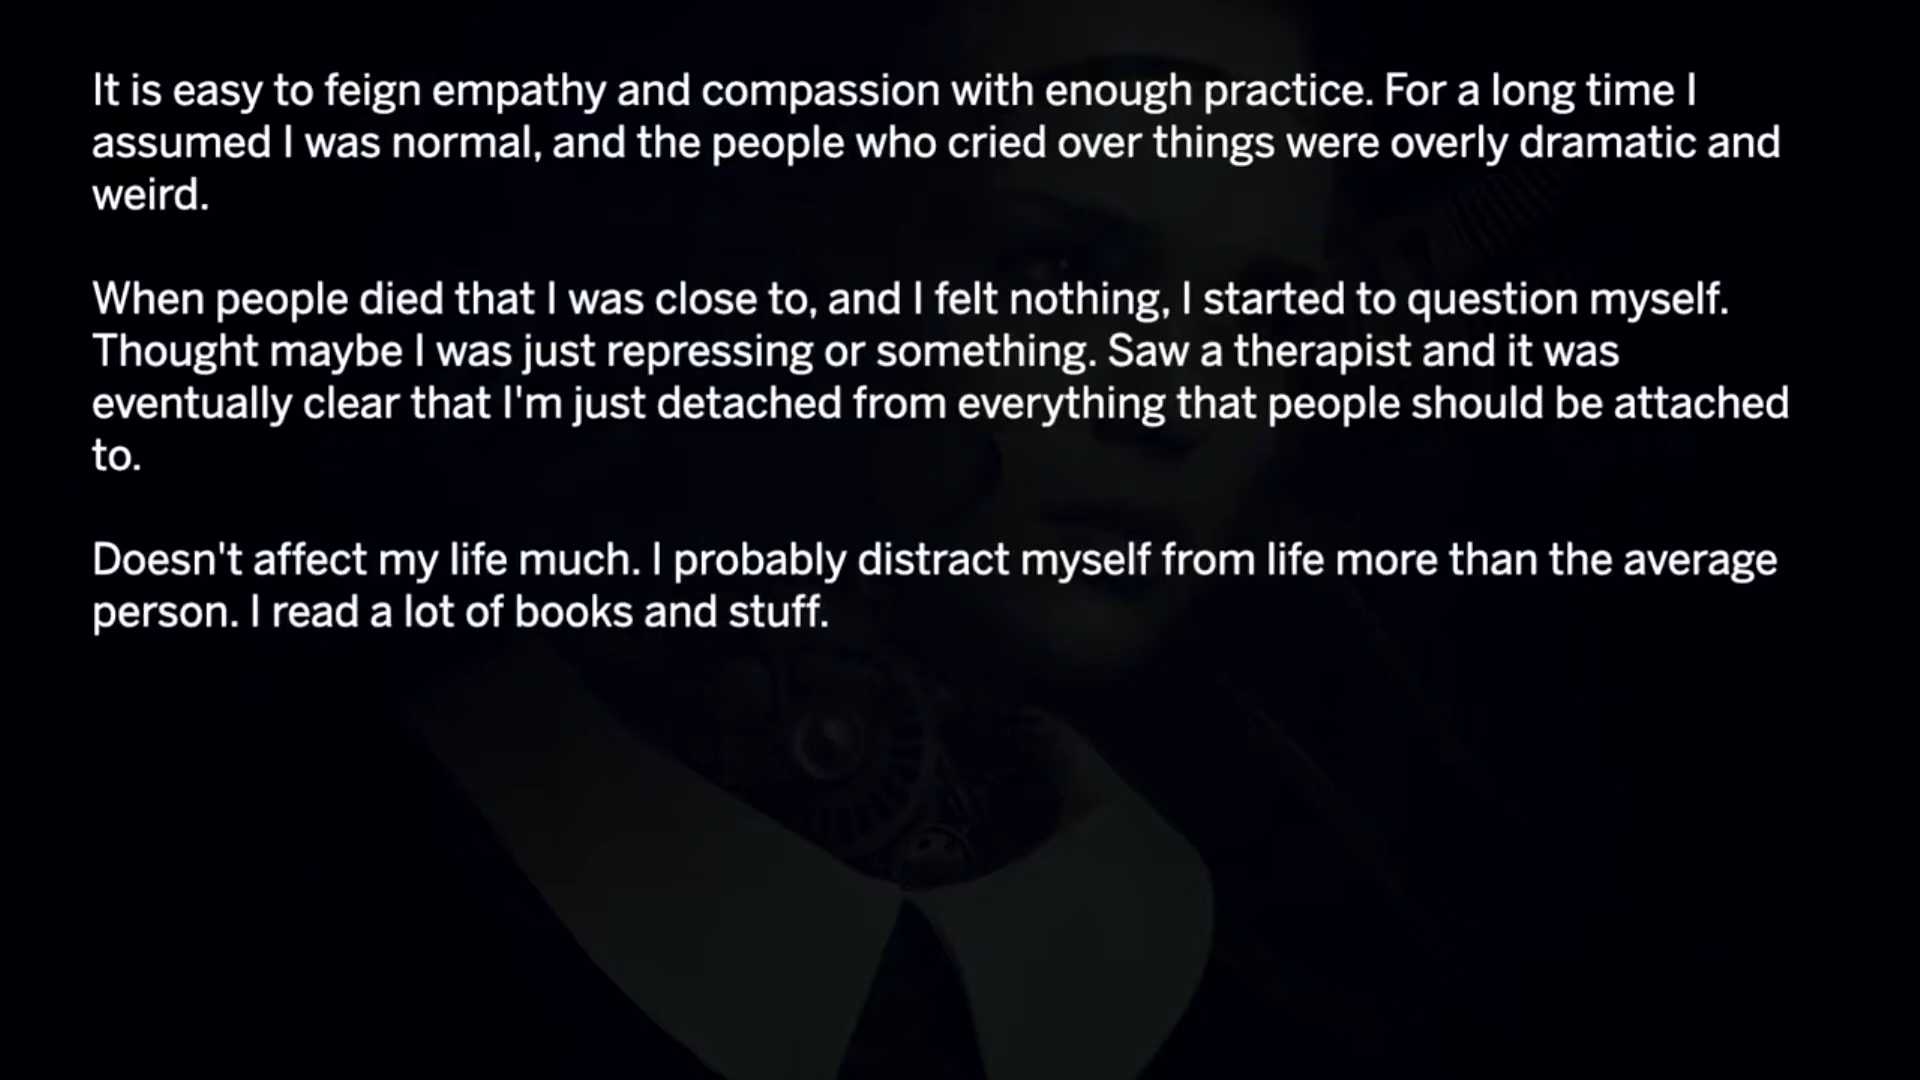 It is easy to feign empathy and compassion with enough practice. For a long time I
assumed I was normal, and the people who cried over things were overly dramatic and
weird.
When people died that I was close to, and I felt nothing, I started to question myself.
Thought maybe I was just repressing or something. Saw a therapist and it was
eventually clear that I'm just detached from everything that people should be attached
to.
Doesn't affect my life much. I probably distract myself from life more than the average
person. I read a lot of books and stuff.